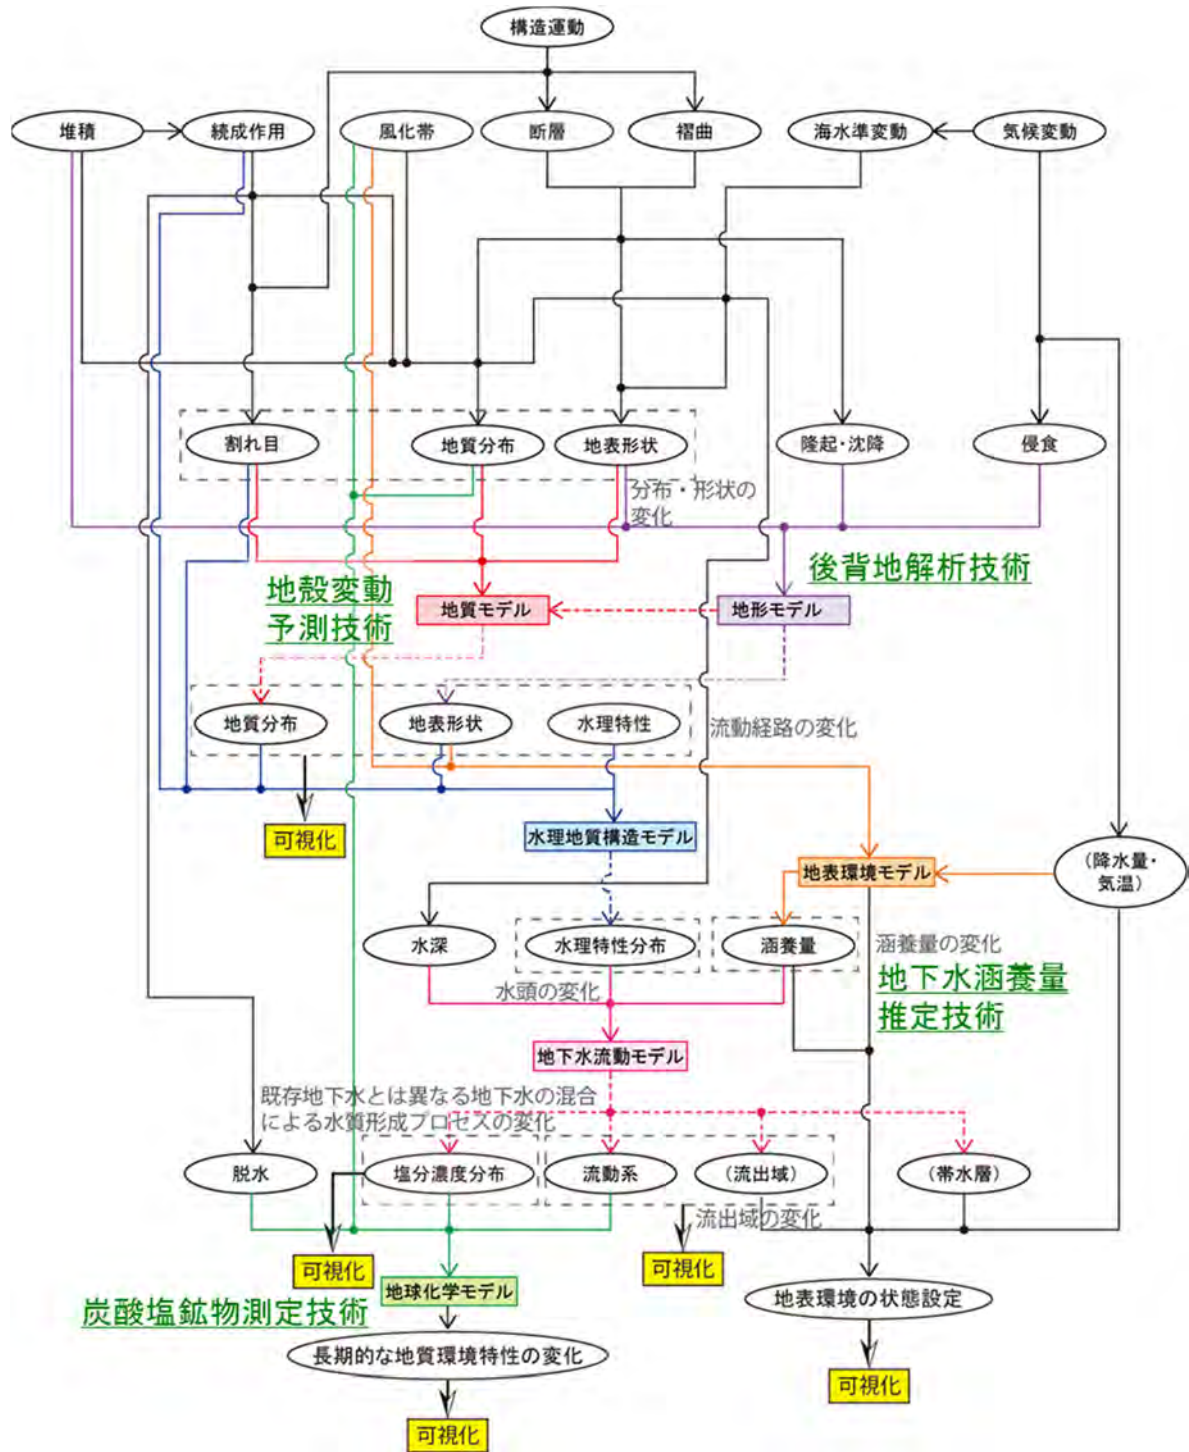 構造運動
堆積
続成作用
風化帯
断層
褶曲
海水準変動
気候変動
割れ目
地質分布
地表形状
隆起・沈降
侵食
分布・形状の
変化
後背地解析技術
地殻変動
予測技術
地質モデル
地形モデル
地質分布
地表形状
水理特性
流動経路の変化
可視化
水理地質構造モデル
地表環境モデル
(降水量・
気温)
水深
水理特性分布
涵養量
涵養量の変化
水頭の変化
地下水涵養量
推定技術
地下水流動モデル
既存地下水とは異なる地下水の混合
による水質形成プロセスの変化
脱水
塩分濃度分布
流動系
(流出域)
(帯水層)
流出域の変化
可視化
可視化
地球化学モデル
地表環境の状態設定
炭酸塩鉱物測定技術
長期的な地質環境特性の変化
可視化
可視化